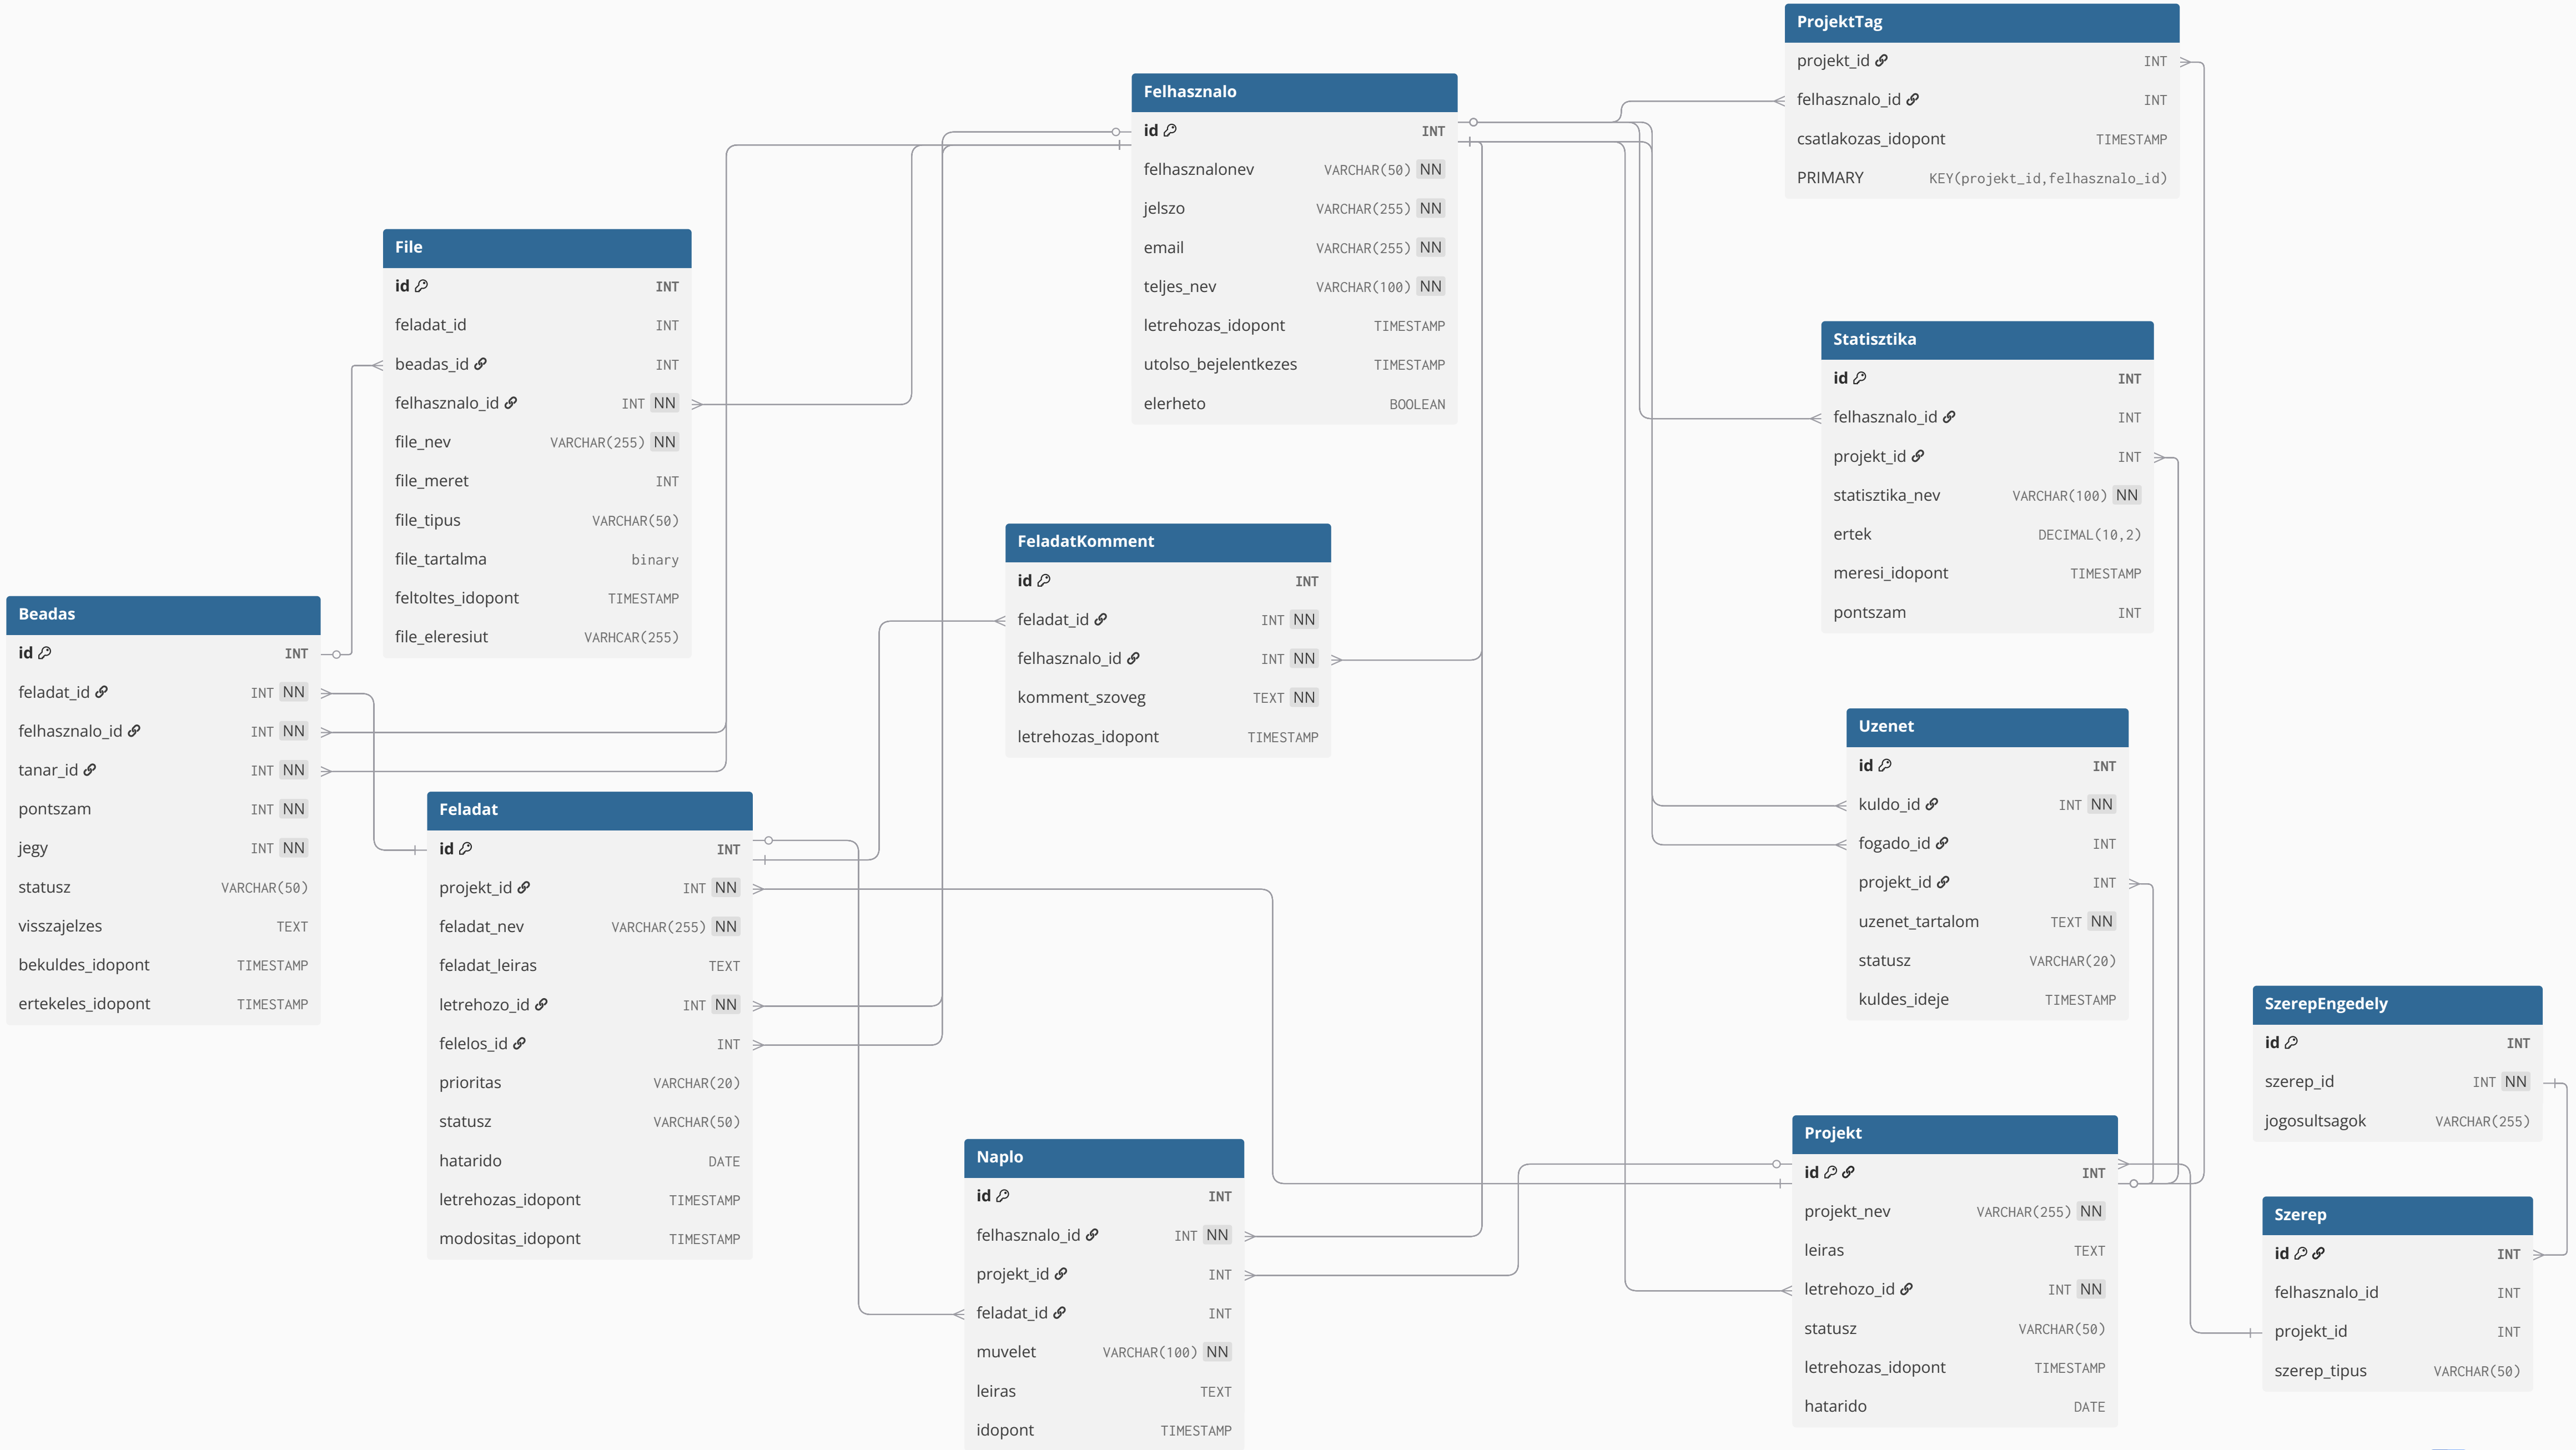 ProjektTag
projekt_id INT
felhasznalo_id INT
csatlakozas_idopont TIMESTAMP
PRIMARY KEY(projekt_id,felhasznalo_id)
Felhasznalo
id INT
felhasznalonev VARCHAR(50) NN
jelszo VARCHAR(255) NN
email VARCHAR(255) NN
teljes_nev VARCHAR(100) NN
letrehozas_idopont TIMESTAMP
utolso_bejelentkezes TIMESTAMP
elerheto BOOLEAN
File
id INT
feladat_id INT
beadas_id INT
felhasznalo_id INT NN
file_nev VARCHAR(255) NN
file_meret INT
file_tipus VARCHAR(50)
file_tartalma binary
feltoltes_idopont TIMESTAMP
file_eleresiut VARHCAR(255)
Statisztika
id INT
felhasznalo_id INT
projekt_id INT
statisztika_nev VARCHAR(100) NN
ertek DECIMAL(10,2)
meresi_idopont TIMESTAMP
pontszam INT
FeladatKomment
id INT
feladat_id INT NN
felhasznalo_id INT NN
komment_szoveg TEXT NN
letrehozas_idopont TIMESTAMP
Beadas
id INT
feladat_id INT NN
felhasznalo_id INT NN
tanar_id INT NN
pontszam INT NN
jegy INT NN
statusz VARCHAR(50)
visszajelzes TEXT
bekuldes_idopont TIMESTAMP
ertekeles_idopont TIMESTAMP
Uzenet
id INT
kuldo_id INT NN
fogado_id INT
projekt_id INT
uzenet_tartalom TEXT NN
statusz VARCHAR(20)
kuldes_ideje TIMESTAMP
Feladat
id INT
projekt_id INT NN
feladat_nev VARCHAR(255) NN
feladat_leiras TEXT
letrehozo_id INT NN
felelos_id INT
prioritas VARCHAR(20)
statusz VARCHAR(50)
hatarido DATE
letrehozas_idopont TIMESTAMP
modositas_idopont TIMESTAMP
SzerepEngedely
id INT
szerep_id INT NN
jogosultsagok VARCHAR(255)
Projekt
id INT
projekt_nev VARCHAR(255) NN
leiras TEXT
letrehozo_id INT NN
statusz VARCHAR(50)
letrehozas_idopont TIMESTAMP
hatarido DATE
Naplo
id INT
felhasznalo_id INT NN
projekt_id INT
feladat_id INT
muvelet VARCHAR(100) NN
leiras TEXT
idopont TIMESTAMP
Szerep
id INT
felhasznalo_id INT
projekt_id INT
szerep_tipus VARCHAR(50)